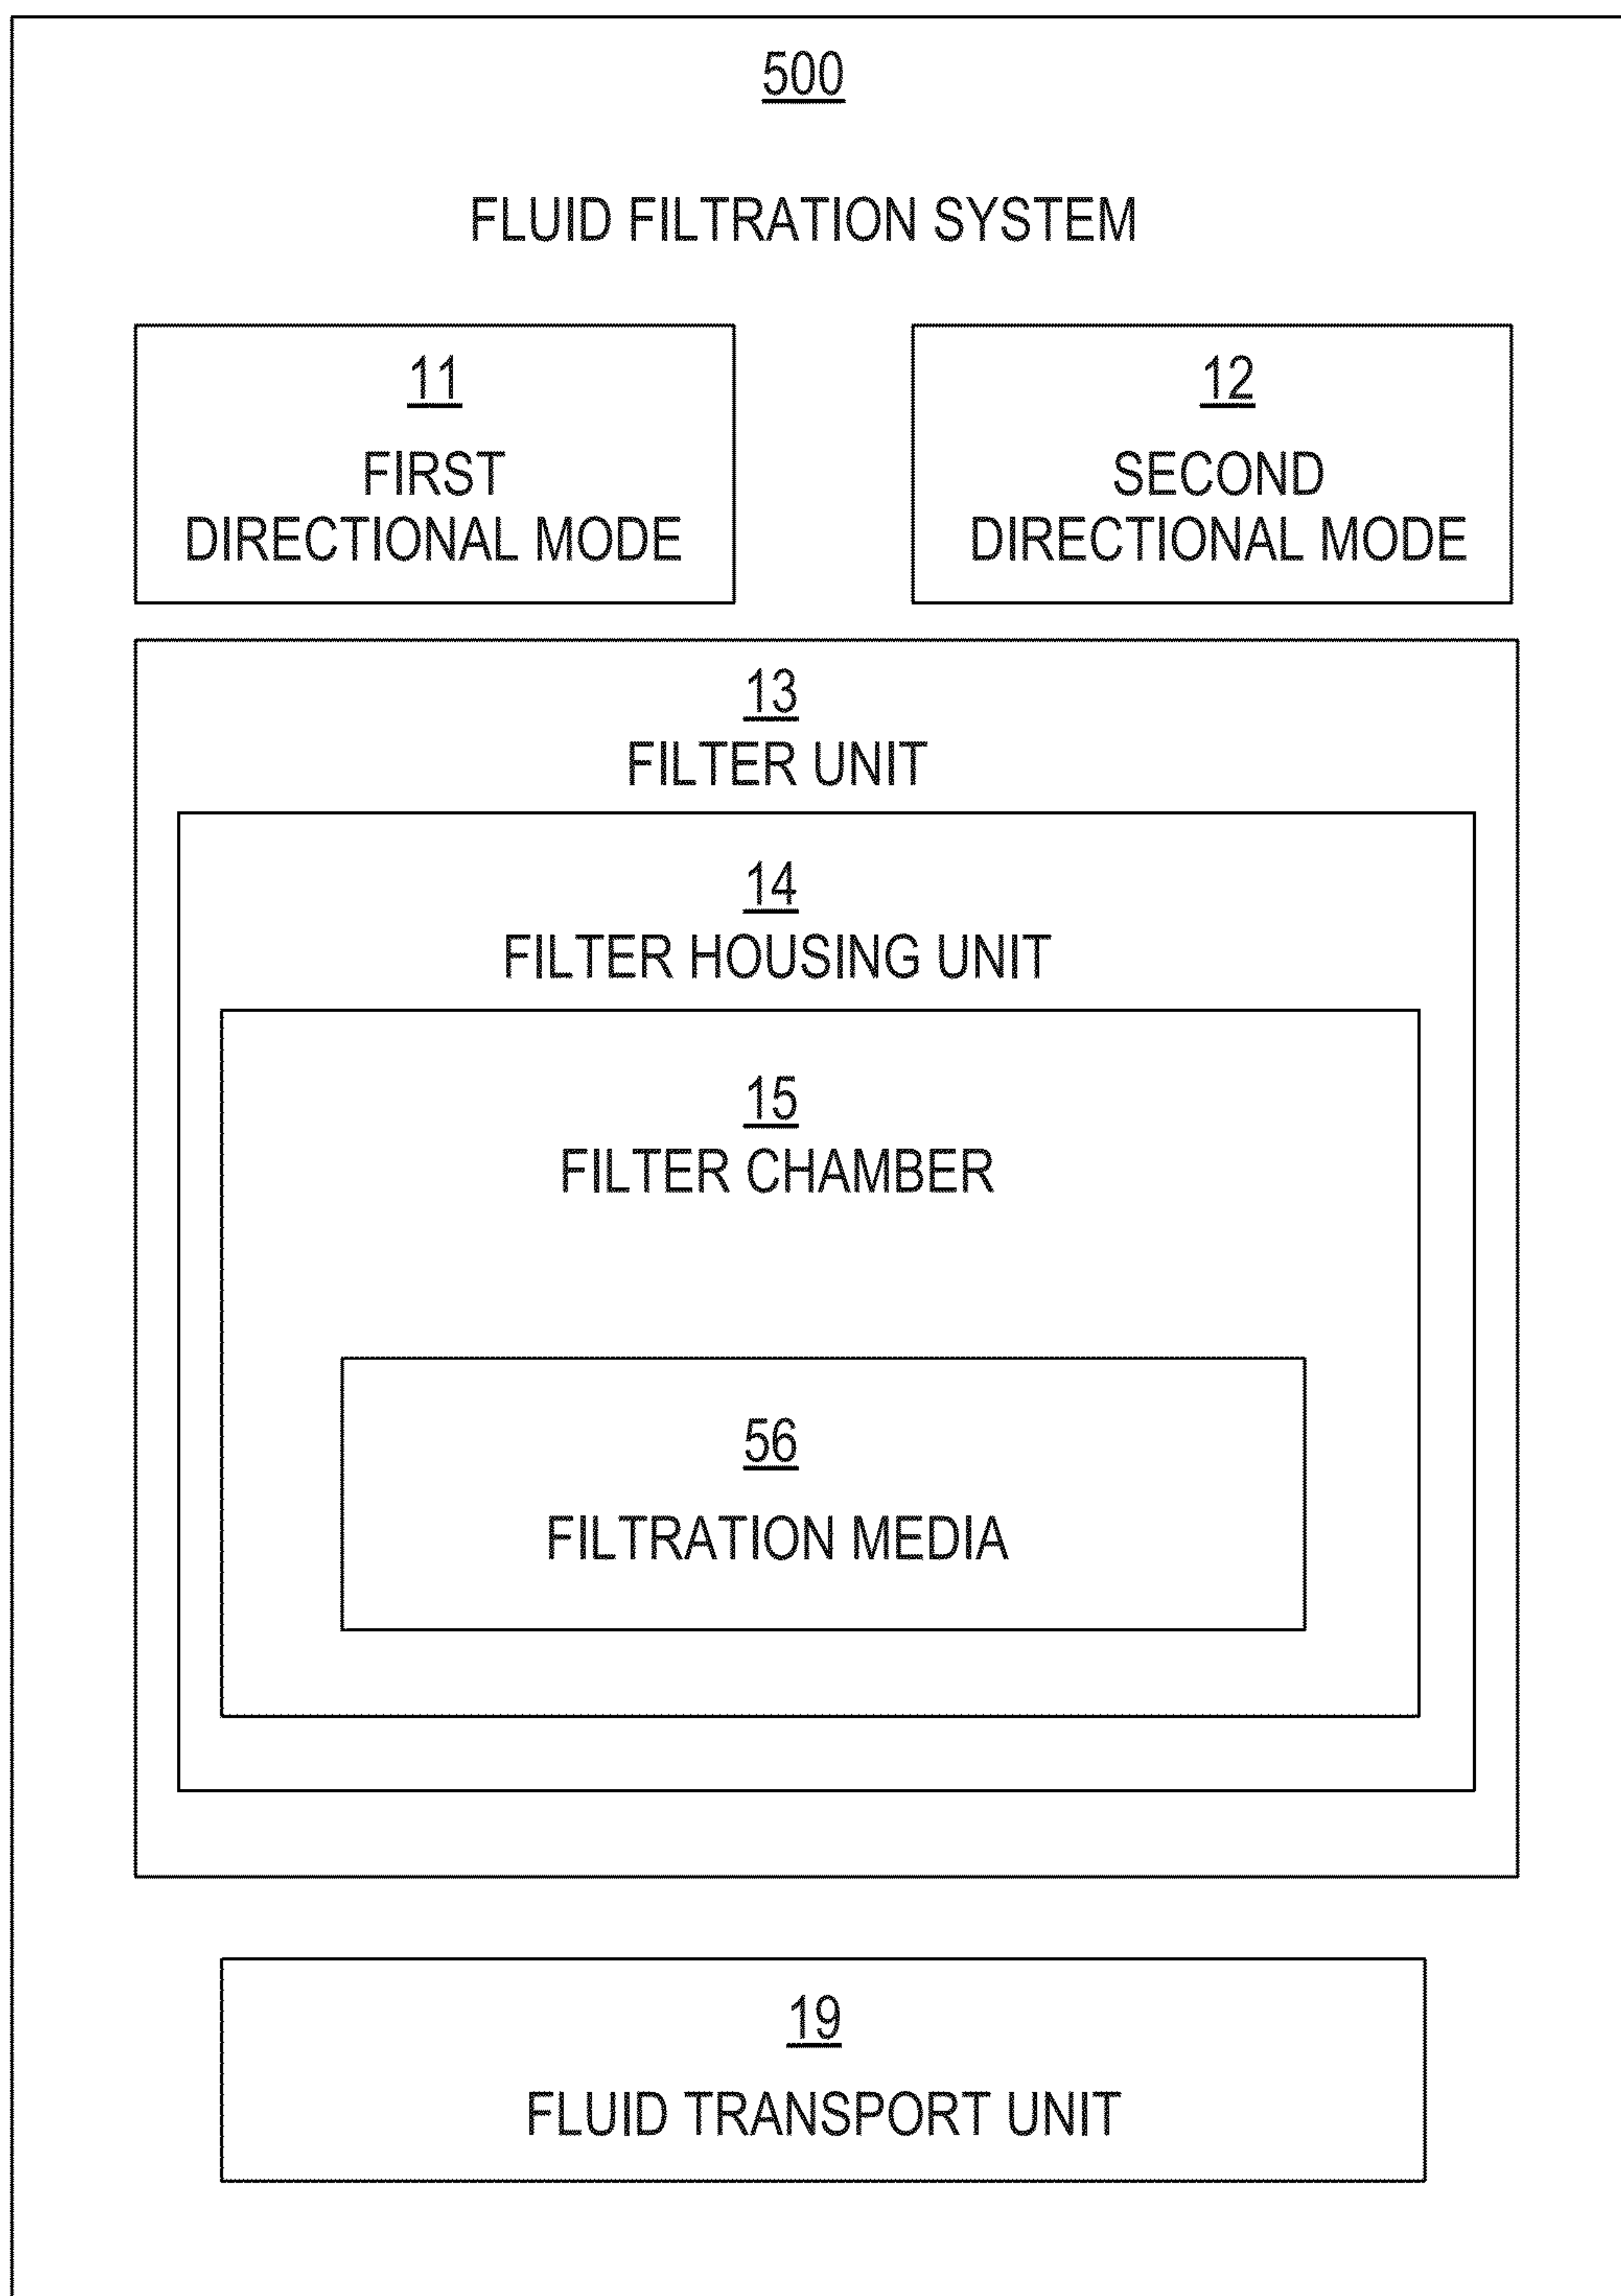 500
FLUID FILTRATION SYSTEM
11
FIRST
DIRECTIONAL MODE
12
SECOND
DIRECTIONAL MODE
13
FILTER UNIT
14
FILTER HOUSING UNIT
15
FILTER CHAMBER
56
FILTRATION MEDIA
19
FLUID TRANSPORT UNIT